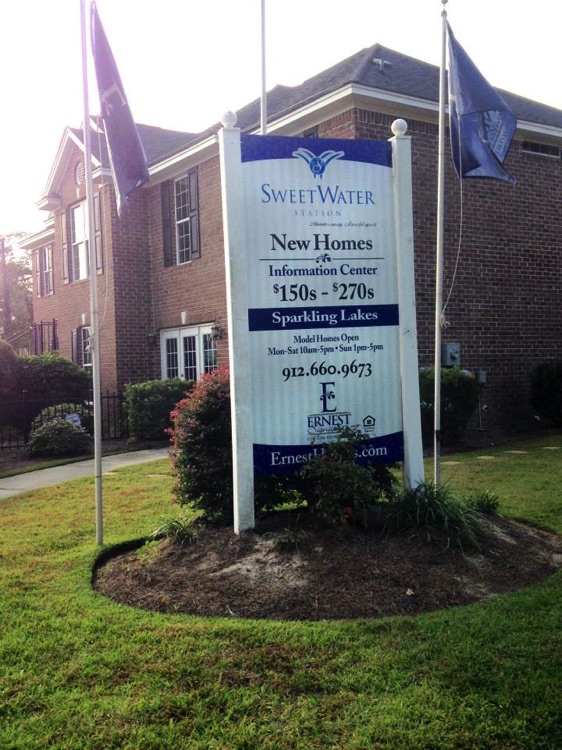 SWEETWATER
STATION
New Homes
Information Center
$150s - $270s
Sparkling Lakes
Model Homes Open
Mon-Sat 10am-5pm • Sun 1pm-5pm
912.660.9673
E
ERNEST